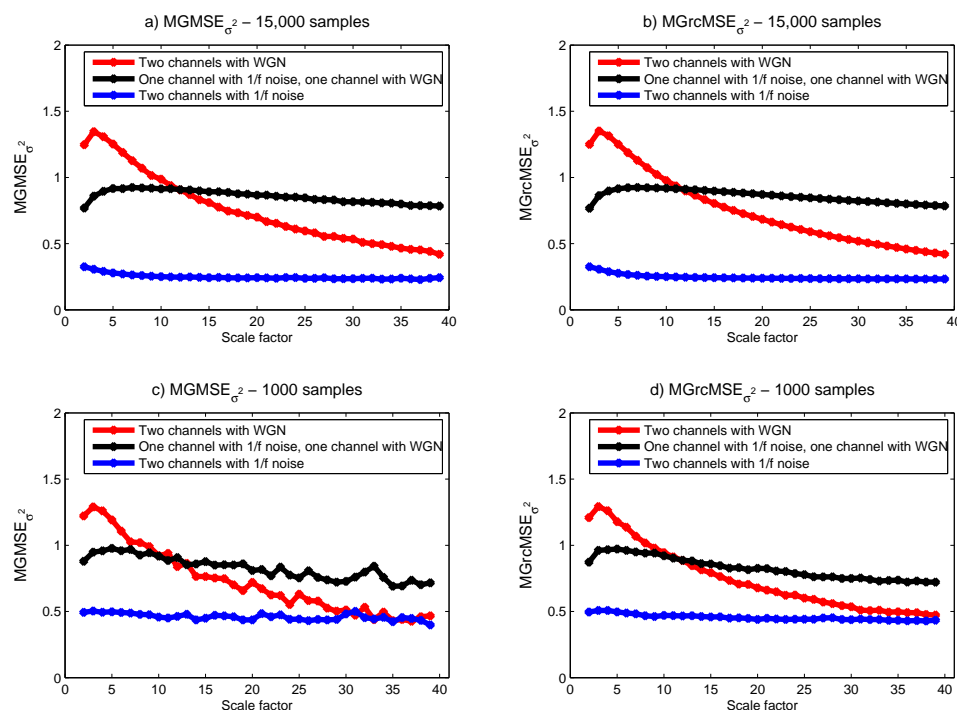 a) MGMSE_σ² – 15,000 samples
Two channels with WGN
One channel with 1/f noise, one channel with WGN
Two channels with 1/f noise
MGMSE_σ²
2
1.5
1
0.5
0
0 5 10 15 20 25 30 35 40
Scale factor
b) MGrcMSE_σ² – 15,000 samples
Two channels with WGN
One channel with 1/f noise, one channel with WGN
Two channels with 1/f noise
MGrcMSE_σ²
2
1.5
1
0.5
0
0 5 10 15 20 25 30 35 40
Scale factor
c) MGMSE_σ² – 1000 samples
Two channels with WGN
One channel with 1/f noise, one channel with WGN
Two channels with 1/f noise
MGMSE_σ²
2
1.5
1
0.5
0
0 5 10 15 20 25 30 35 40
Scale factor
d) MGrcMSE_σ² – 1000 samples
Two channels with WGN
One channel with 1/f noise, one channel with WGN
Two channels with 1/f noise
MGrcMSE_σ²
2
1.5
1
0.5
0
0 5 10 15 20 25 30 35 40
Scale factor